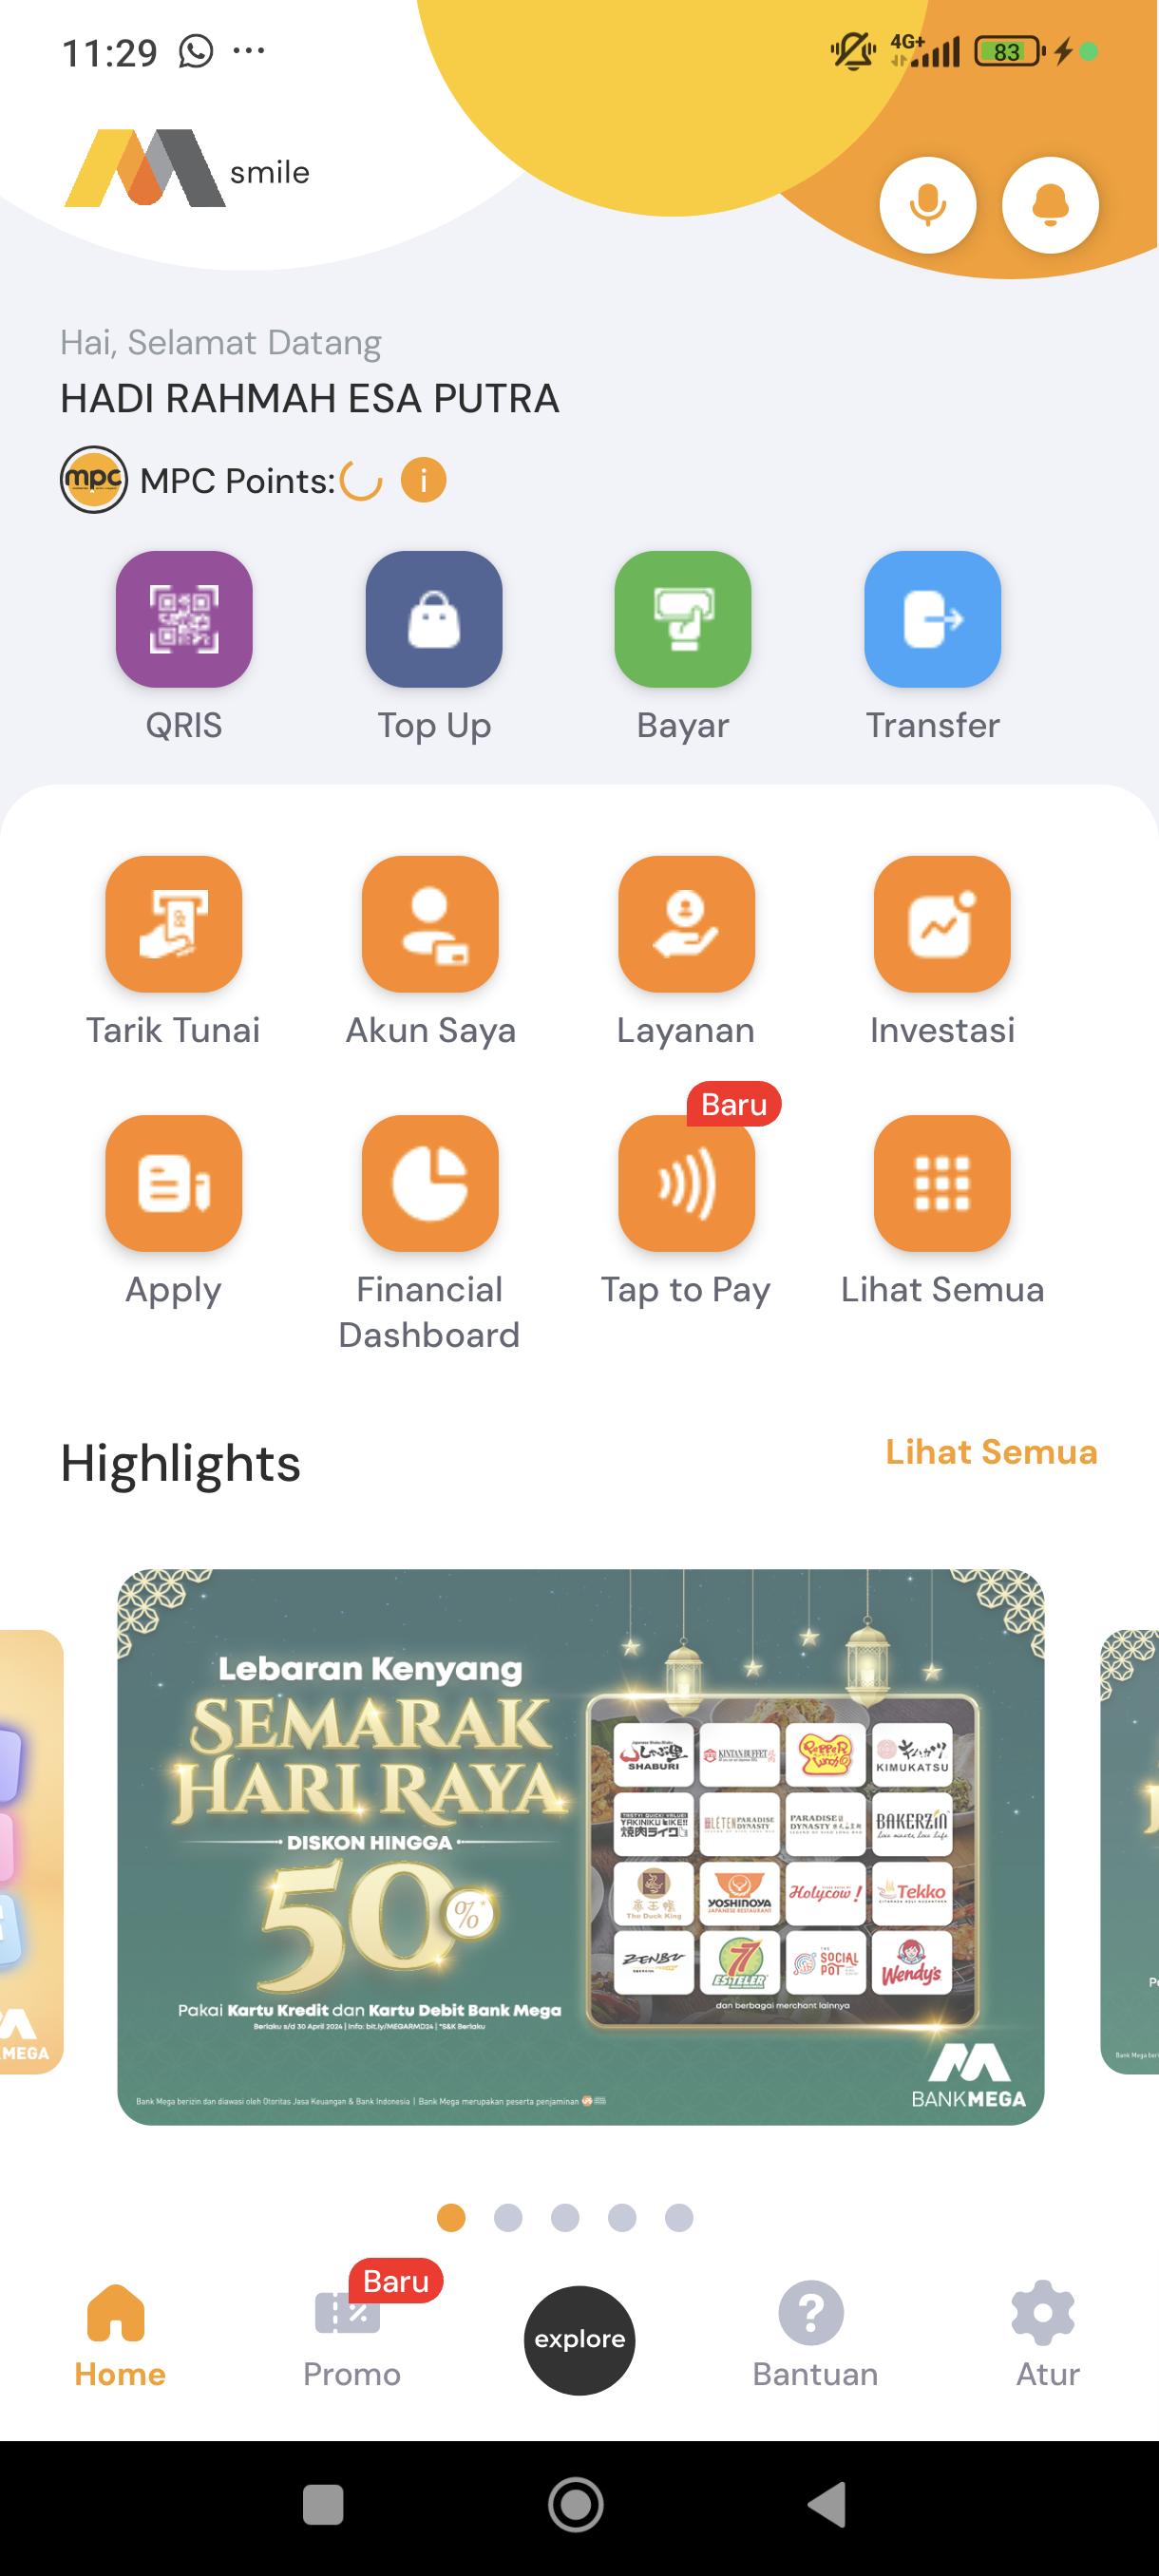 11:29
4G+
83
smile
Hai, Selamat Datang
HADI RAHMAH ESA PUTRA
mpc MPC Points: i
QRIS Top Up Bayar Transfer
Tarik Tunai Akun Saya Layanan Investasi
Baru
Apply Financial Dashboard Tap to Pay Lihat Semua
Highlights Lihat Semua
Lebaran Kenyang
SEMARAK
HARI RAYA
DISKON HINGGA
50%*
Pakai Kartu Kredit dan Kartu Debit Bank Mega
Berlaku s/d 30 April 2024 | Info: bit.ly/MEGARMD24 | *S&K Berlaku
SHABURI KINTAN BUFFET PEPPER LUNCH KIMUKATSU
PARADISE DYNASTY PARADISE DYNASTY BAKERZIN
The Duck King YOSHINOYA JAPANESE RESTAURANT Holycow! Tekko
ZENBU 7 ESTELER THE SOCIAL POT Wendy's
dan berbagai merchant lainnya
BANKMEGA
Bank Mega berizin dan diawasi oleh Otoritas Jasa Keuangan & Bank Indonesia | Bank Mega merupakan peserta penjaminan
MEGA
Baru
Home Promo explore Bantuan Atur